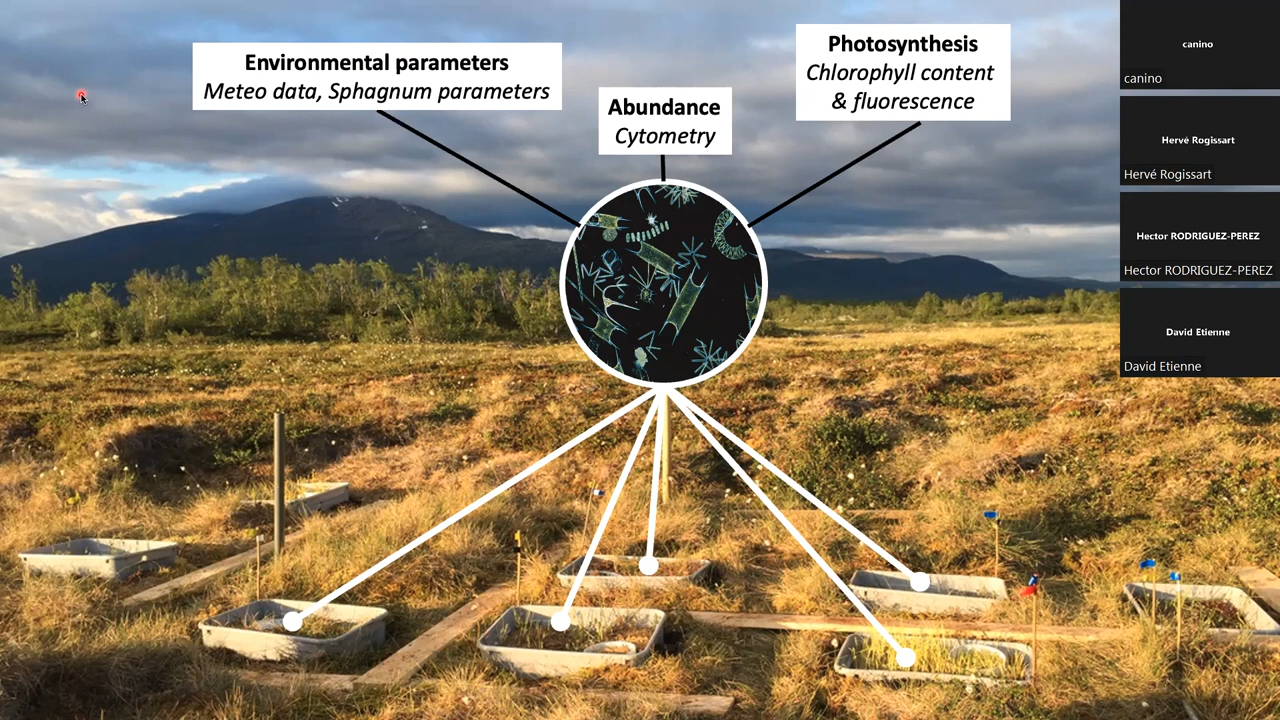 Environmental parameters
Meteo data, Sphagnum parameters
Abundance
Cytometry
Photosynthesis
Chlorophyll content
& fluorescence
canino
canino
Hervé Rogissart
Hervé Rogissart
Hector RODRIGUEZ-PEREZ
Hector RODRIGUEZ-PEREZ
David Etienne
David Etienne